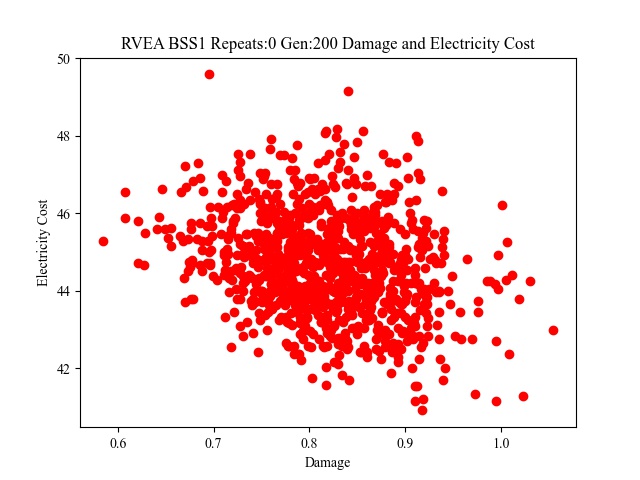 RVEA BSS1 Repeats:0 Gen:200 Damage and Electricity Cost
50
48
46
44
42
Electricity Cost
0.6 0.7 0.8 0.9 1.0
Damage